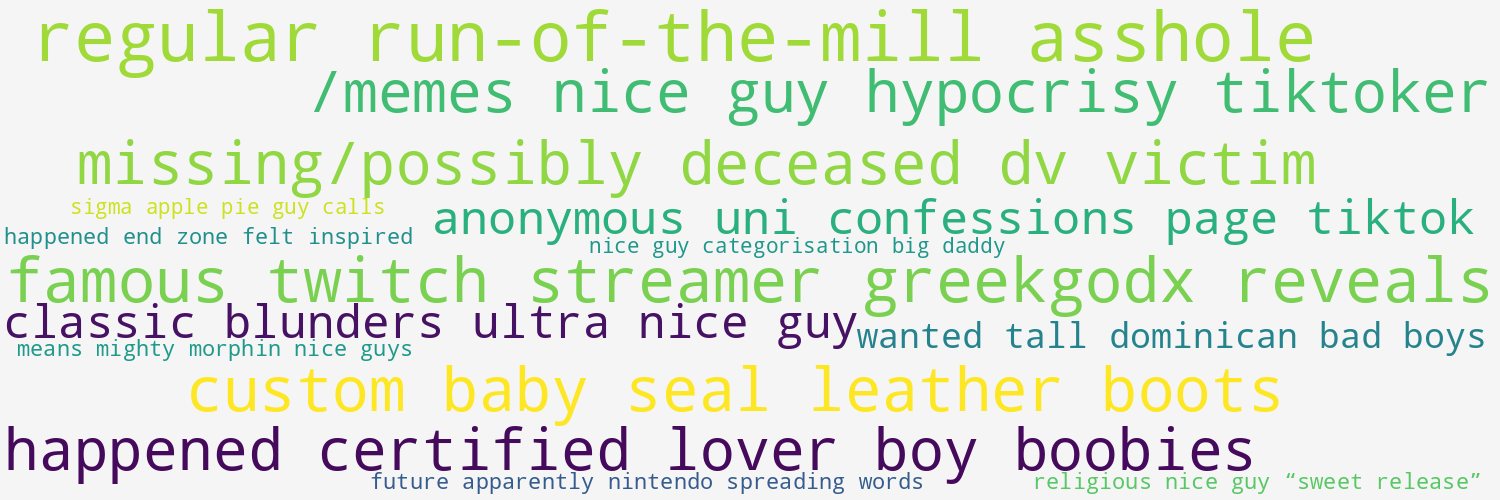 regular run-of-the-mill asshole
/memes nice guy hypocrisy tiktoker
missing/possibly deceased dv victim
sigma apple pie guy calls
anonymous uni confessions page tiktok
happened end zone felt inspired
nice guy categorisation big daddy
famous twitch streamer greekgodx reveals
classic blunders ultra nice guy
wanted tall dominican bad boys
means mighty morphin nice guys
custom baby seal leather boots
happened certified lover boy boobies
future apparently nintendo spreading words
religious nice guy “sweet release”